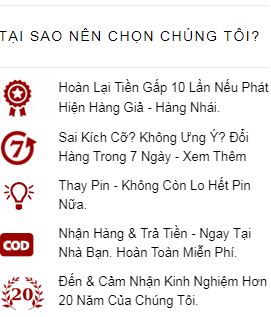 TẠI SAO NÊN CHỌN CHÚNG TÔI?
Hoàn Lại Tiền Gấp 10 Lần Nếu Phát
Hiện Hàng Giả - Hàng Nhái.
7
Sai Kích Cỡ? Không Ưng Ý? Đổi
Hàng Trong 7 Ngày - Xem Thêm
Thay Pin - Không Còn Lo Hết Pin
Nữa.
COD
Nhận Hàng & Trả Tiền - Ngay Tại
Nhà Bạn. Hoàn Toàn Miễn Phí.
20
Đến & Cảm Nhận Kinh Nghiệm Hơn
20 Năm Của Chúng Tôi.